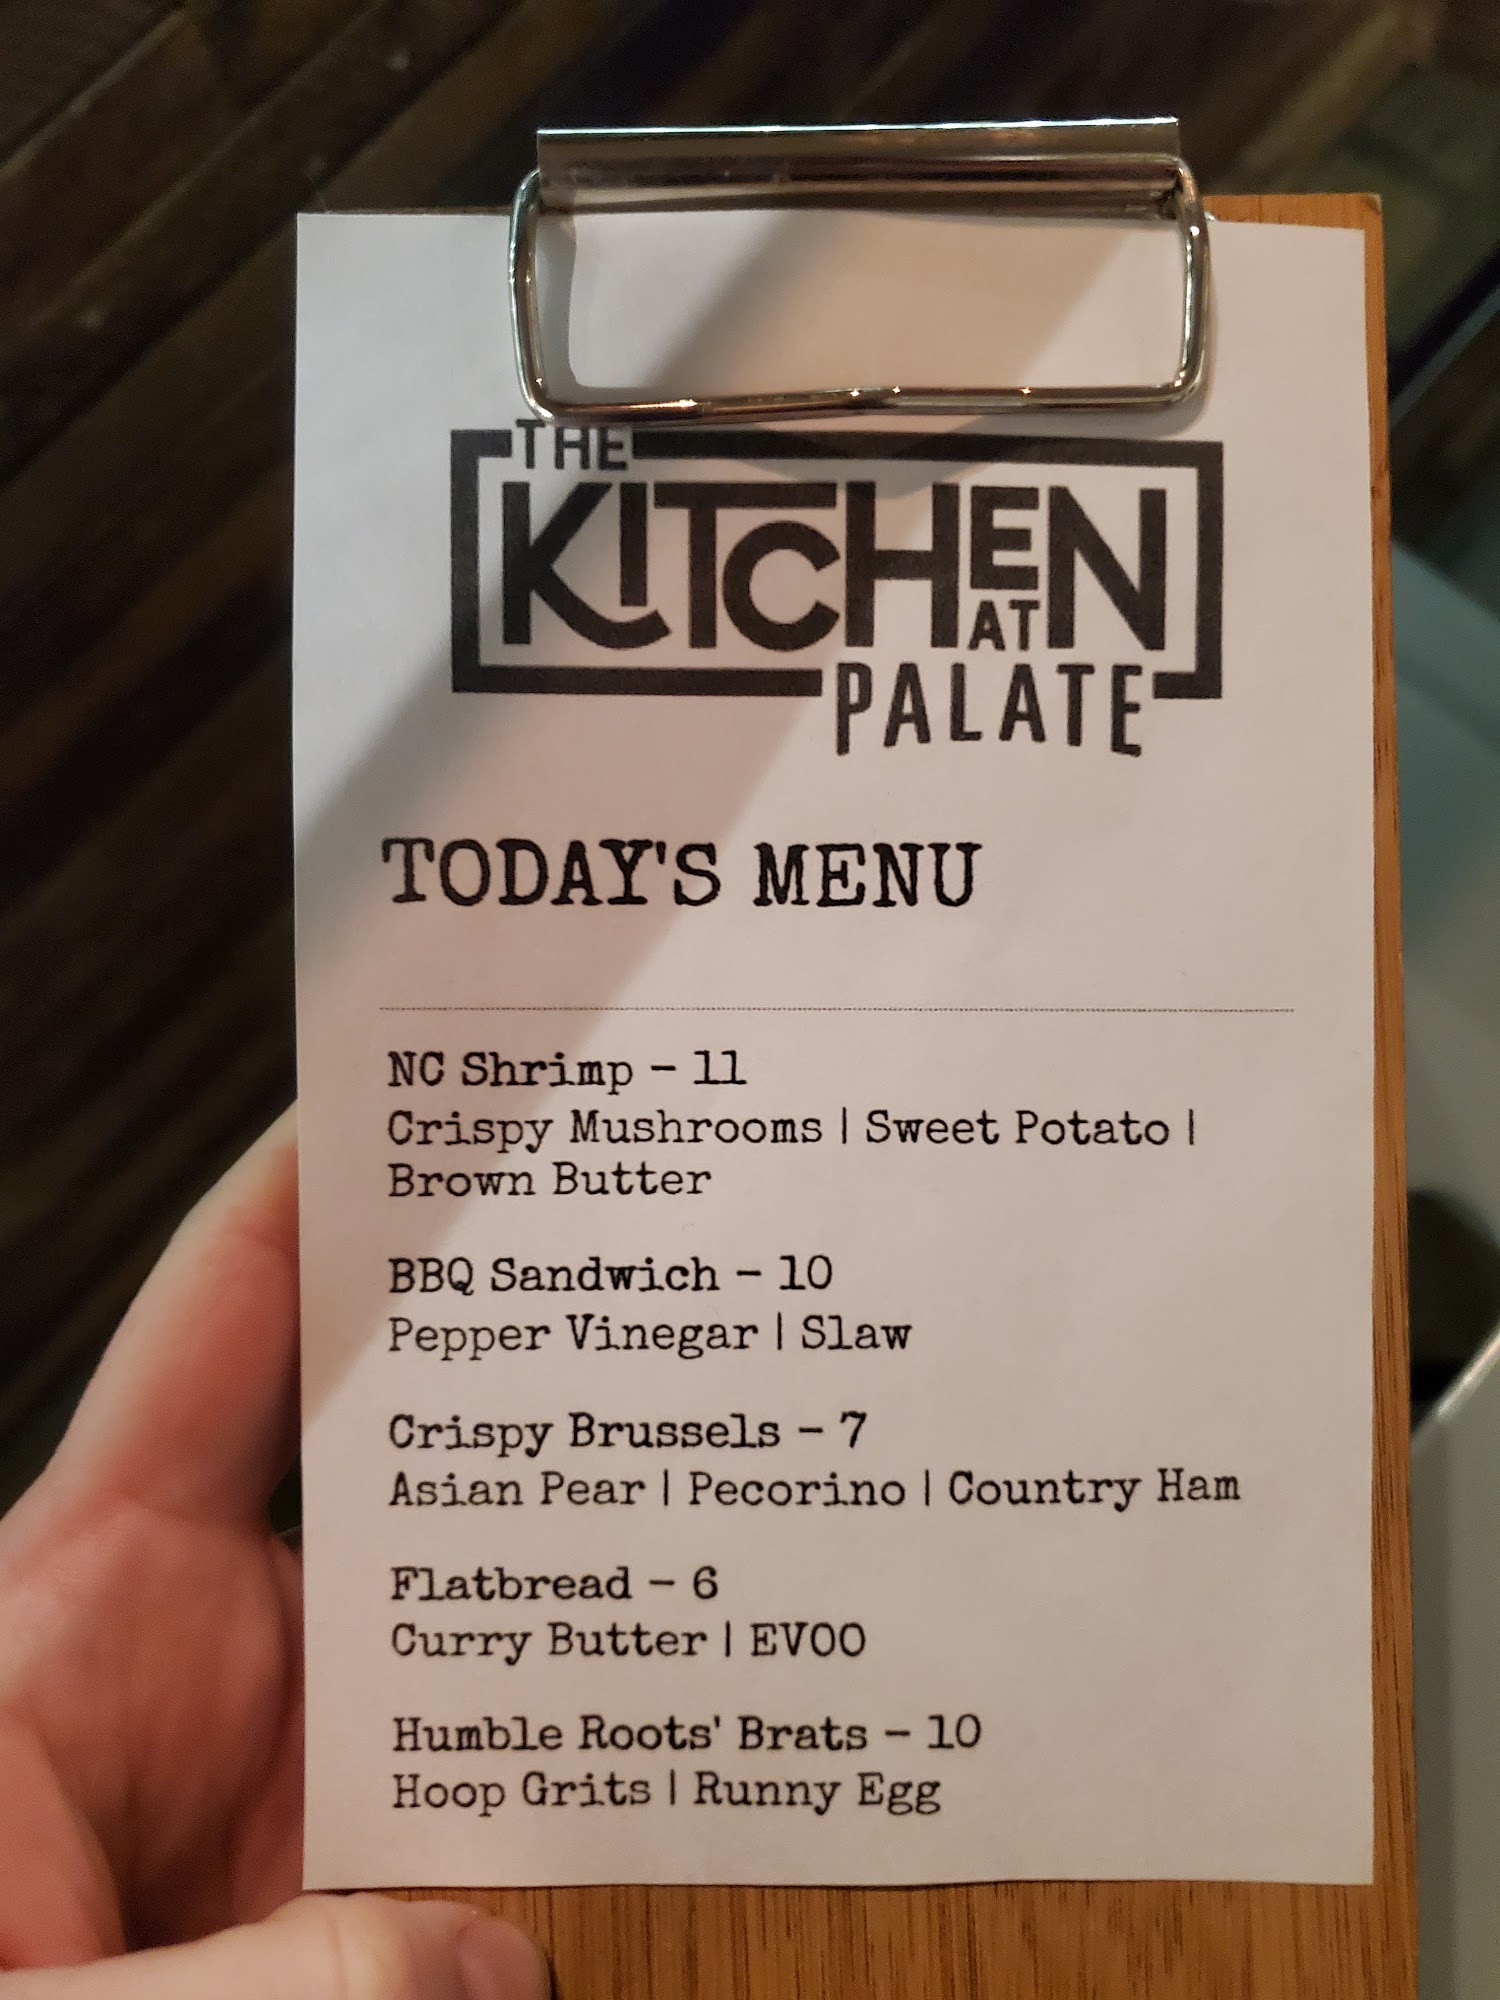 THE
KITCHEN
AT
PALATE
TODAY'S MENU
NC Shrimp - 11
Crispy Mushrooms | Sweet Potato |
Brown Butter
BBQ Sandwich - 10
Pepper Vinegar | Slaw
Crispy Brussels - 7
Asian Pear | Pecorino | Country Ham
Flatbread - 6
Curry Butter | EVOO
Humble Roots' Brats - 10
Hoop Grits | Runny Egg